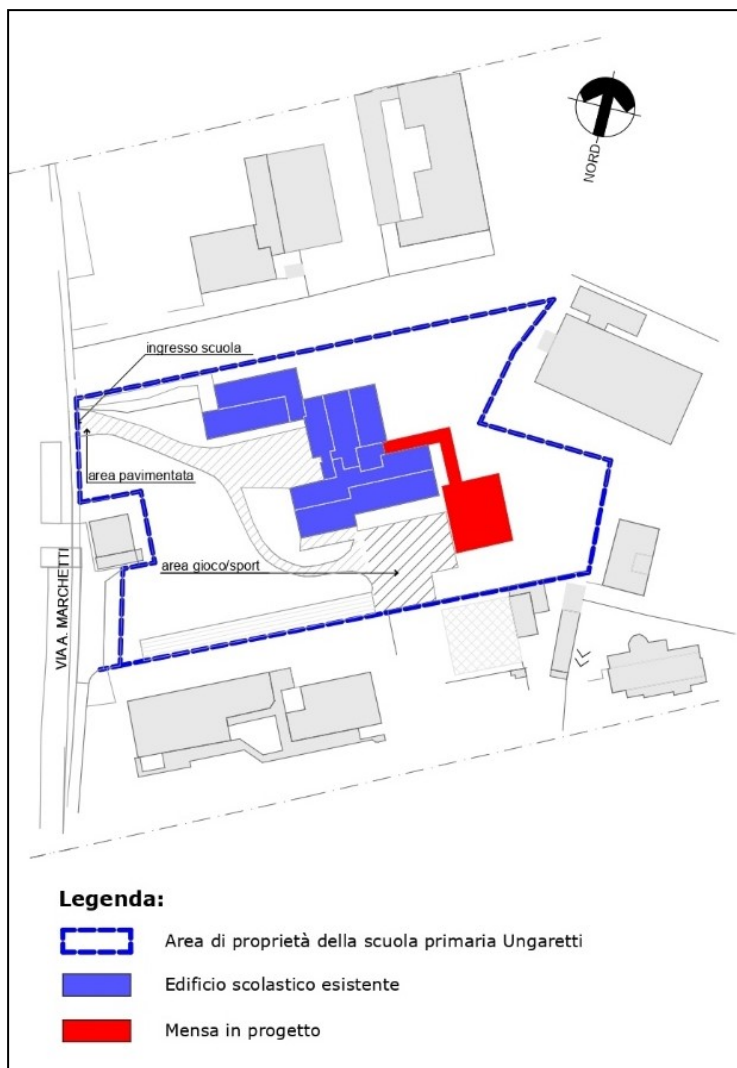 NORD
ingresso scuola
area pavimentata
area gioco/sport
VIA A. MARCHETTI
Legenda:
Area di proprietà della scuola primaria Ungaretti
Edificio scolastico esistente
Mensa in progetto